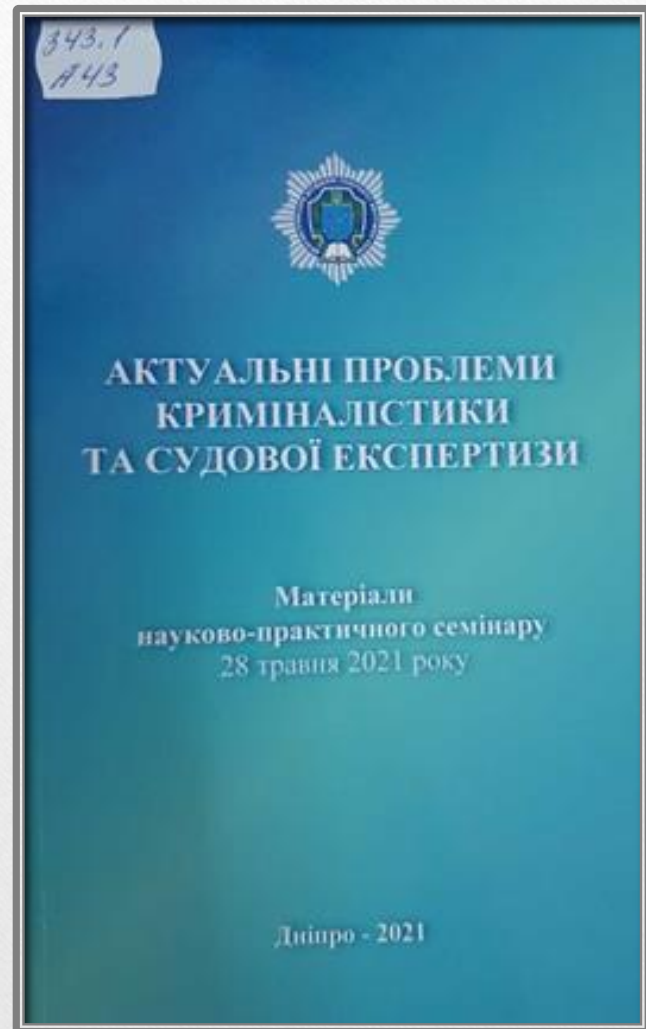 343.1
А43
АКТУАЛЬНІ ПРОБЛЕМИ
КРИМІНАЛІСТИКИ
ТА СУДОВОЇ ЕКСПЕРТИЗИ
Матеріали
науково-практичного семінару
28 травня 2021 року
Дніпро - 2021